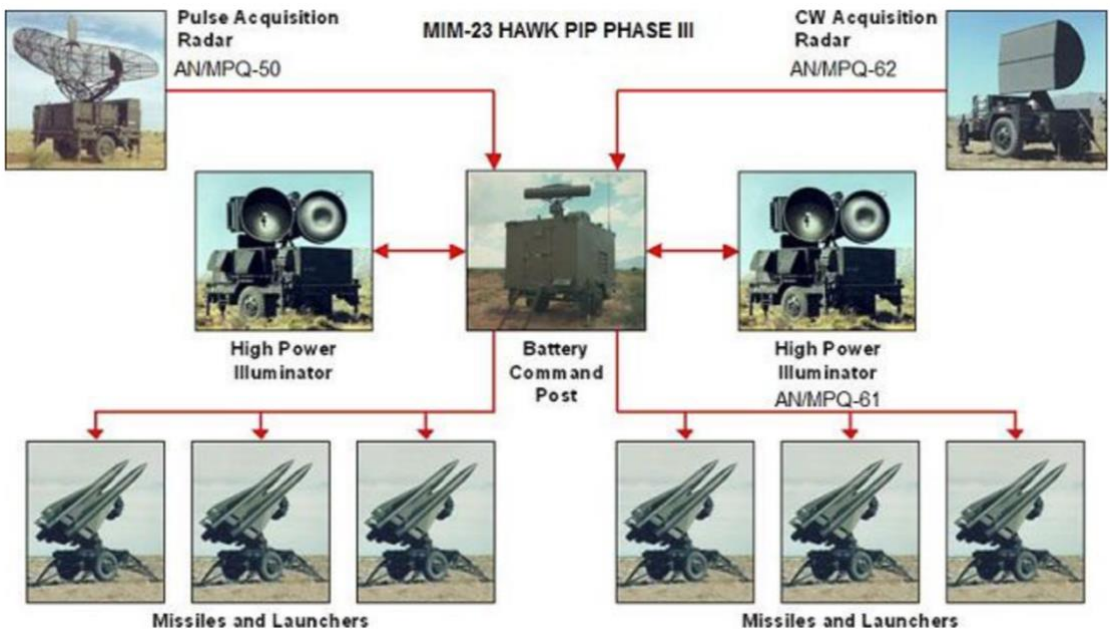 Pulse Acquisition
Radar
AN/MPQ-50
MIM-23 HAWK PIP PHASE III
CW Acquisition
Radar
AN/MPQ-62
High Power
Illuminator
Battery
Command
Post
High Power
Illuminator
AN/MPQ-61
Missiles and Launchers
Missiles and Launchers